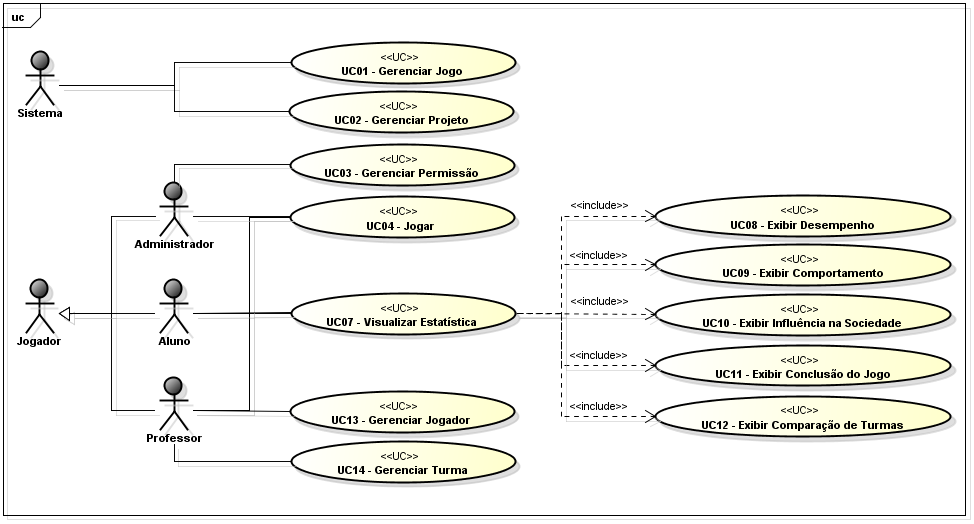 uc
<<UC>>
UC01 - Gerenciar Jogo
Sistema
<<UC>>
UC02 - Gerenciar Projeto
<<UC>>
UC03 - Gerenciar Permissão
Administrador
<<UC>>
UC04 - Jogar
<<include>>
<<UC>>
UC08 - Exibir Desempenho
<<include>>
<<UC>>
UC09 - Exibir Comportamento
Jogador
Aluno
<<UC>>
UC07 - Visualizar Estatística
<<include>>
<<UC>>
UC10 - Exibir Influência na Sociedade
<<include>>
<<UC>>
UC11 - Exibir Conclusão do Jogo
<<include>>
<<UC>>
UC12 - Exibir Comparação de Turmas
Professor
<<UC>>
UC13 - Gerenciar Jogador
<<UC>>
UC14 - Gerenciar Turma